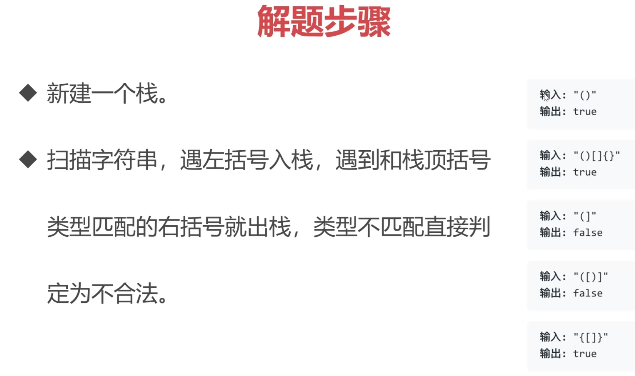 解题步骤
◆ 新建一个栈。
◆ 扫描字符串，遇左括号入栈，遇到和栈顶括号
类型匹配的右括号就出栈，类型不匹配直接判
定为不合法。
输入: "()"
输出: true
输入: "()[]{}"
输出: true
输入: "(]"
输出: false
输入: "([)]"
输出: false
输入: "{[]}"
输出: true